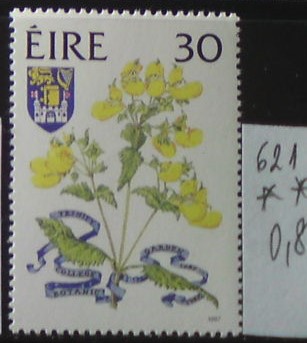 ÉIRE 30
621
* *
0,8
TRINITY
COLLEGE
BOTANIC
GARDEN
1987